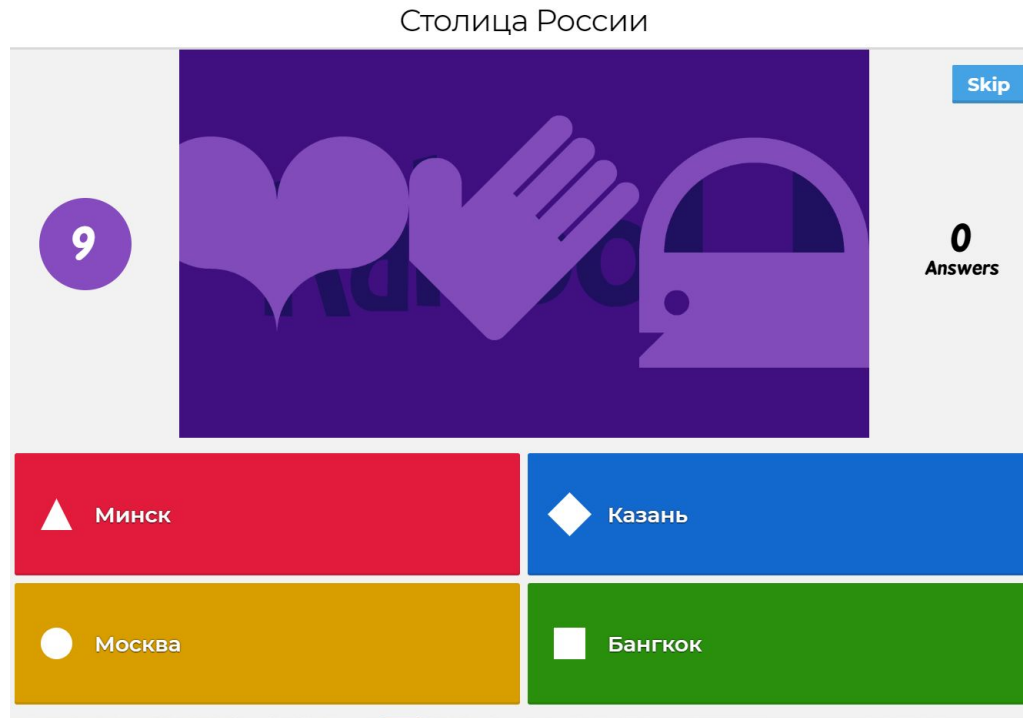 Столица России
Skip
9
0
Answers
Минск
Казань
Москва
Бангкок